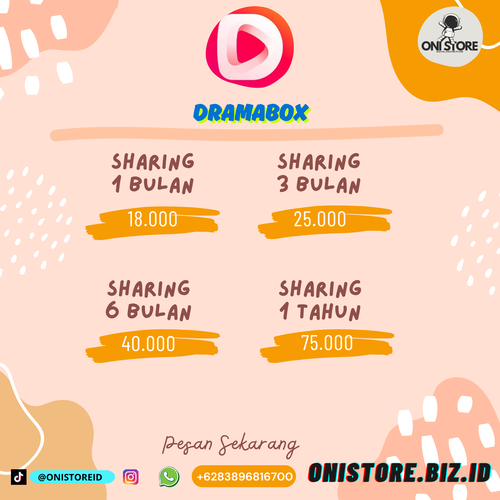 ONI STORE
DRAMABOX
SHARING
1 BULAN
18.000
SHARING
3 BULAN
25.000
SHARING
6 BULAN
40.000
SHARING
1 TAHUN
75.000
Pesan Sekarang
@ONISTOREID
+6283896816700
ONISTORE.BIZ.ID